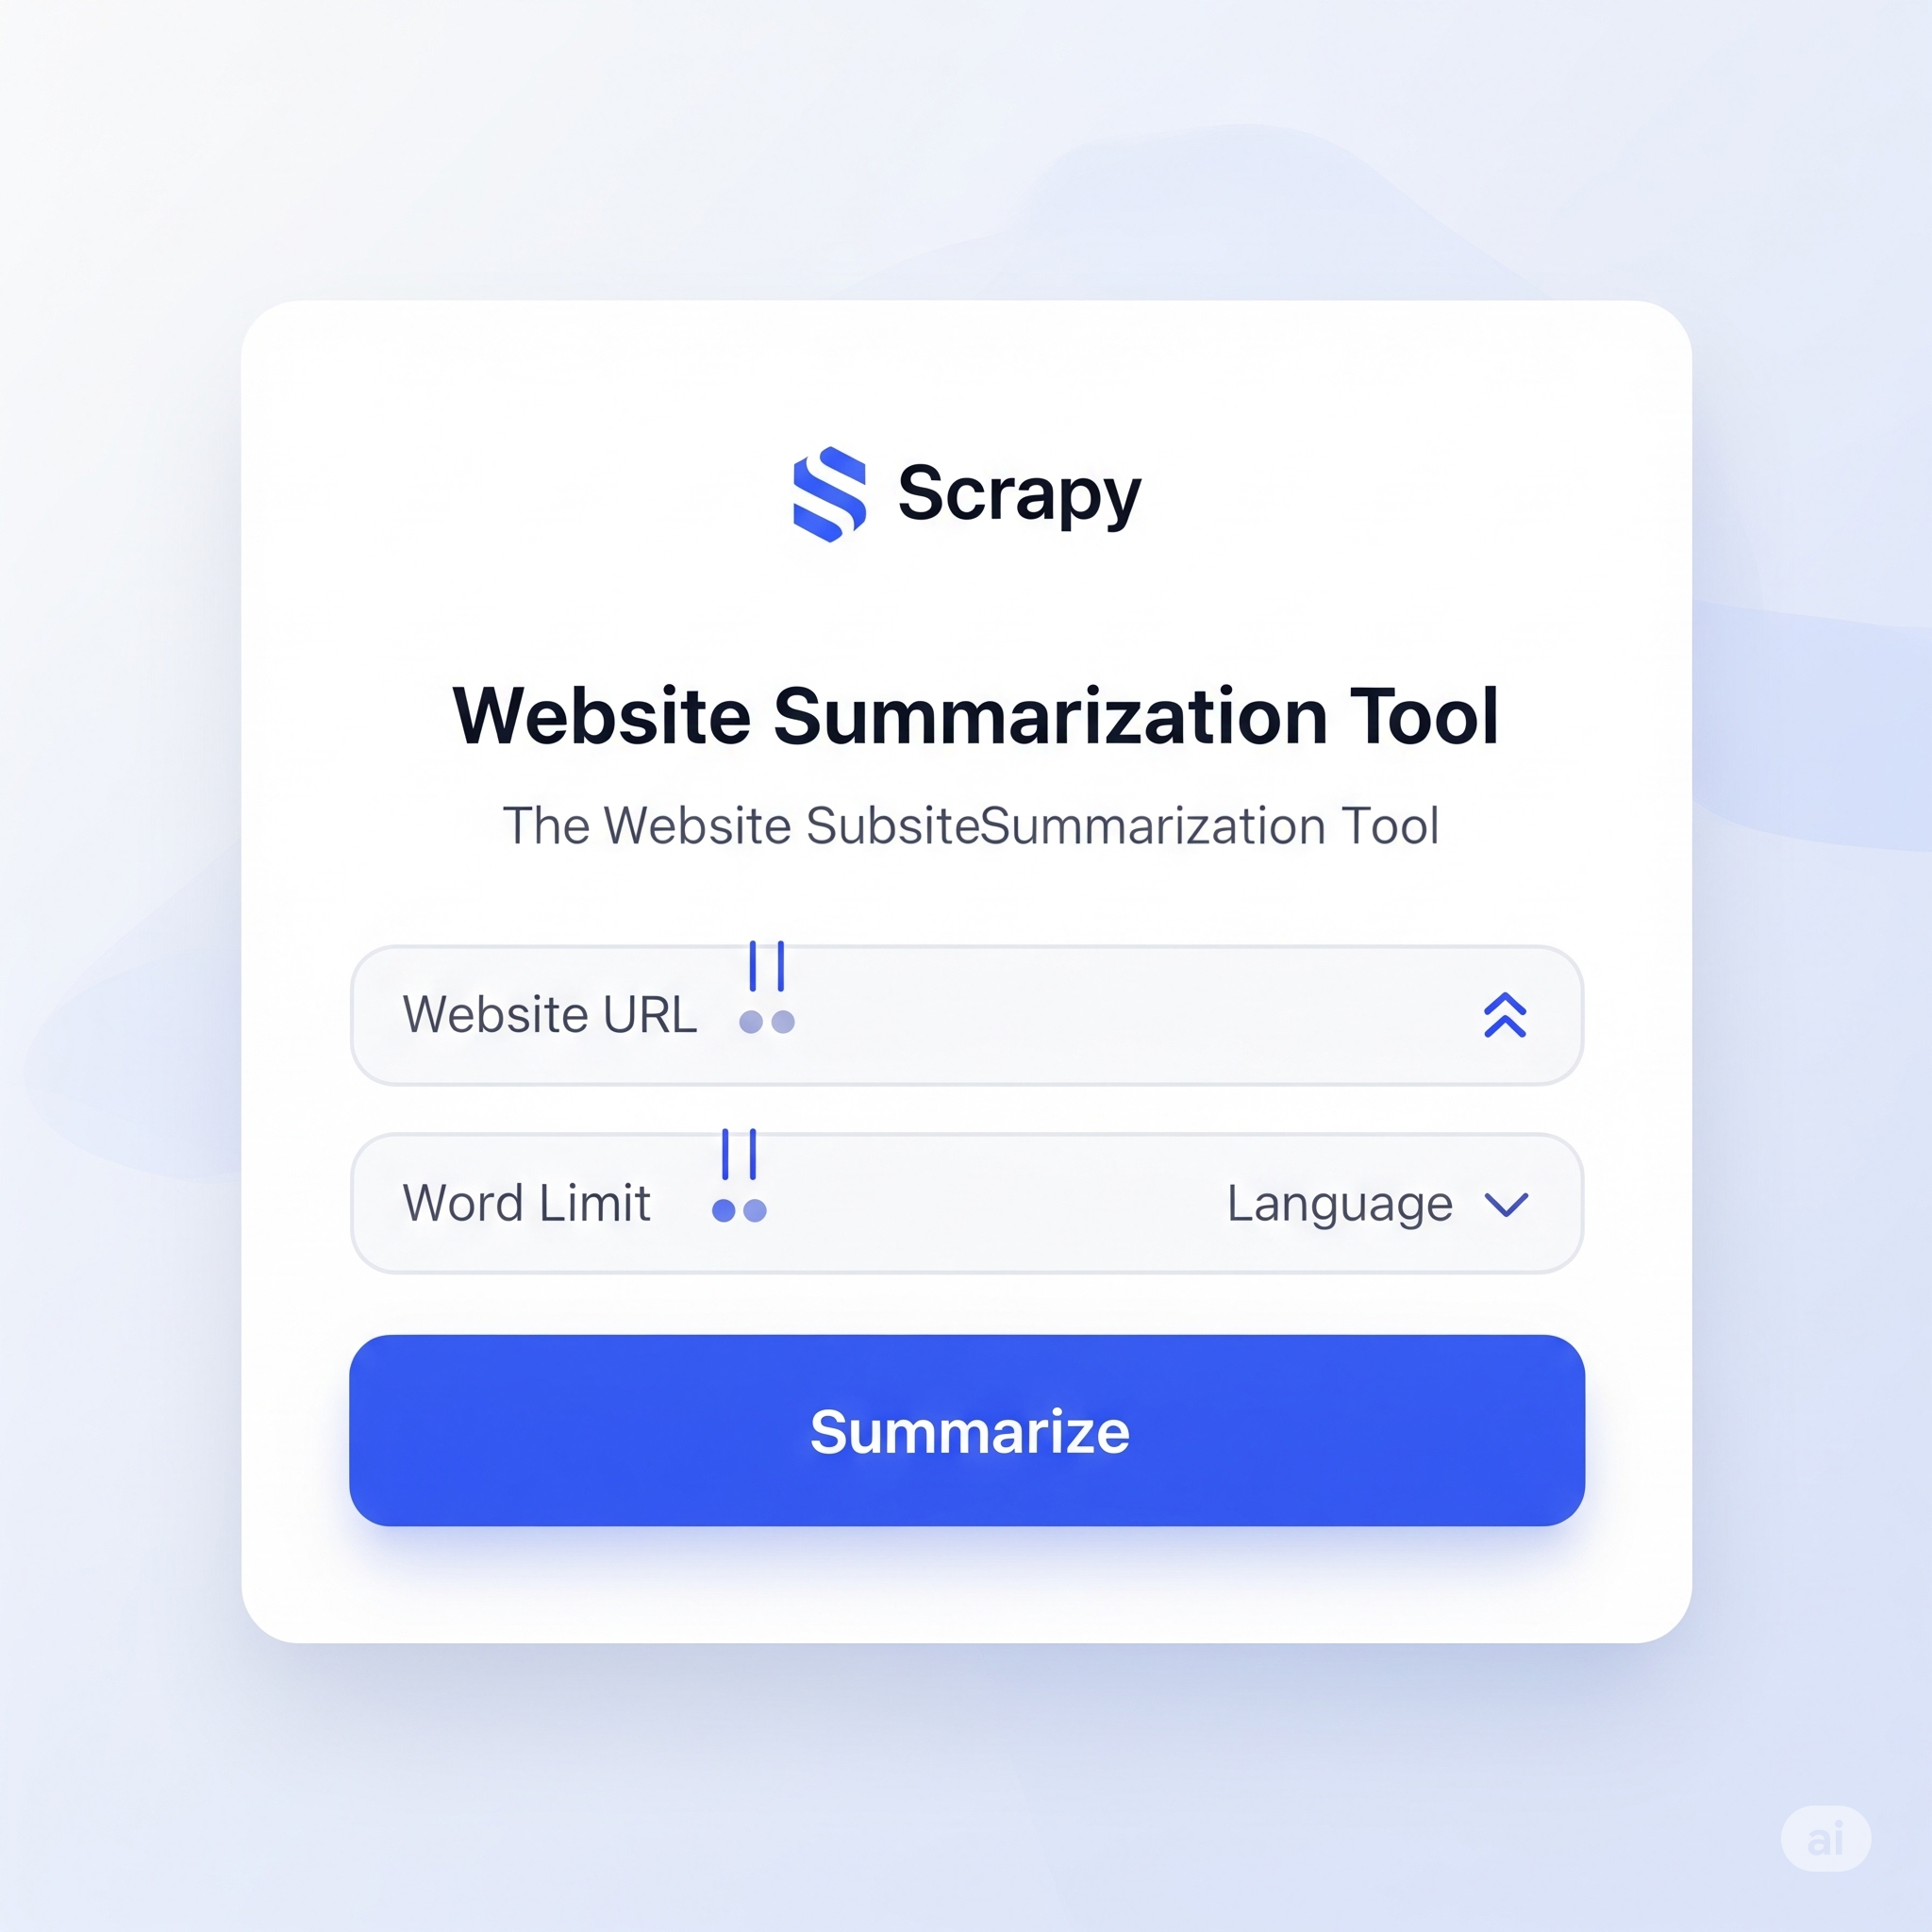 Scrapy
Website Summarization Tool
The Website SubsiteSummarization Tool
Website URL
Word Limit Language
Summarize
ai